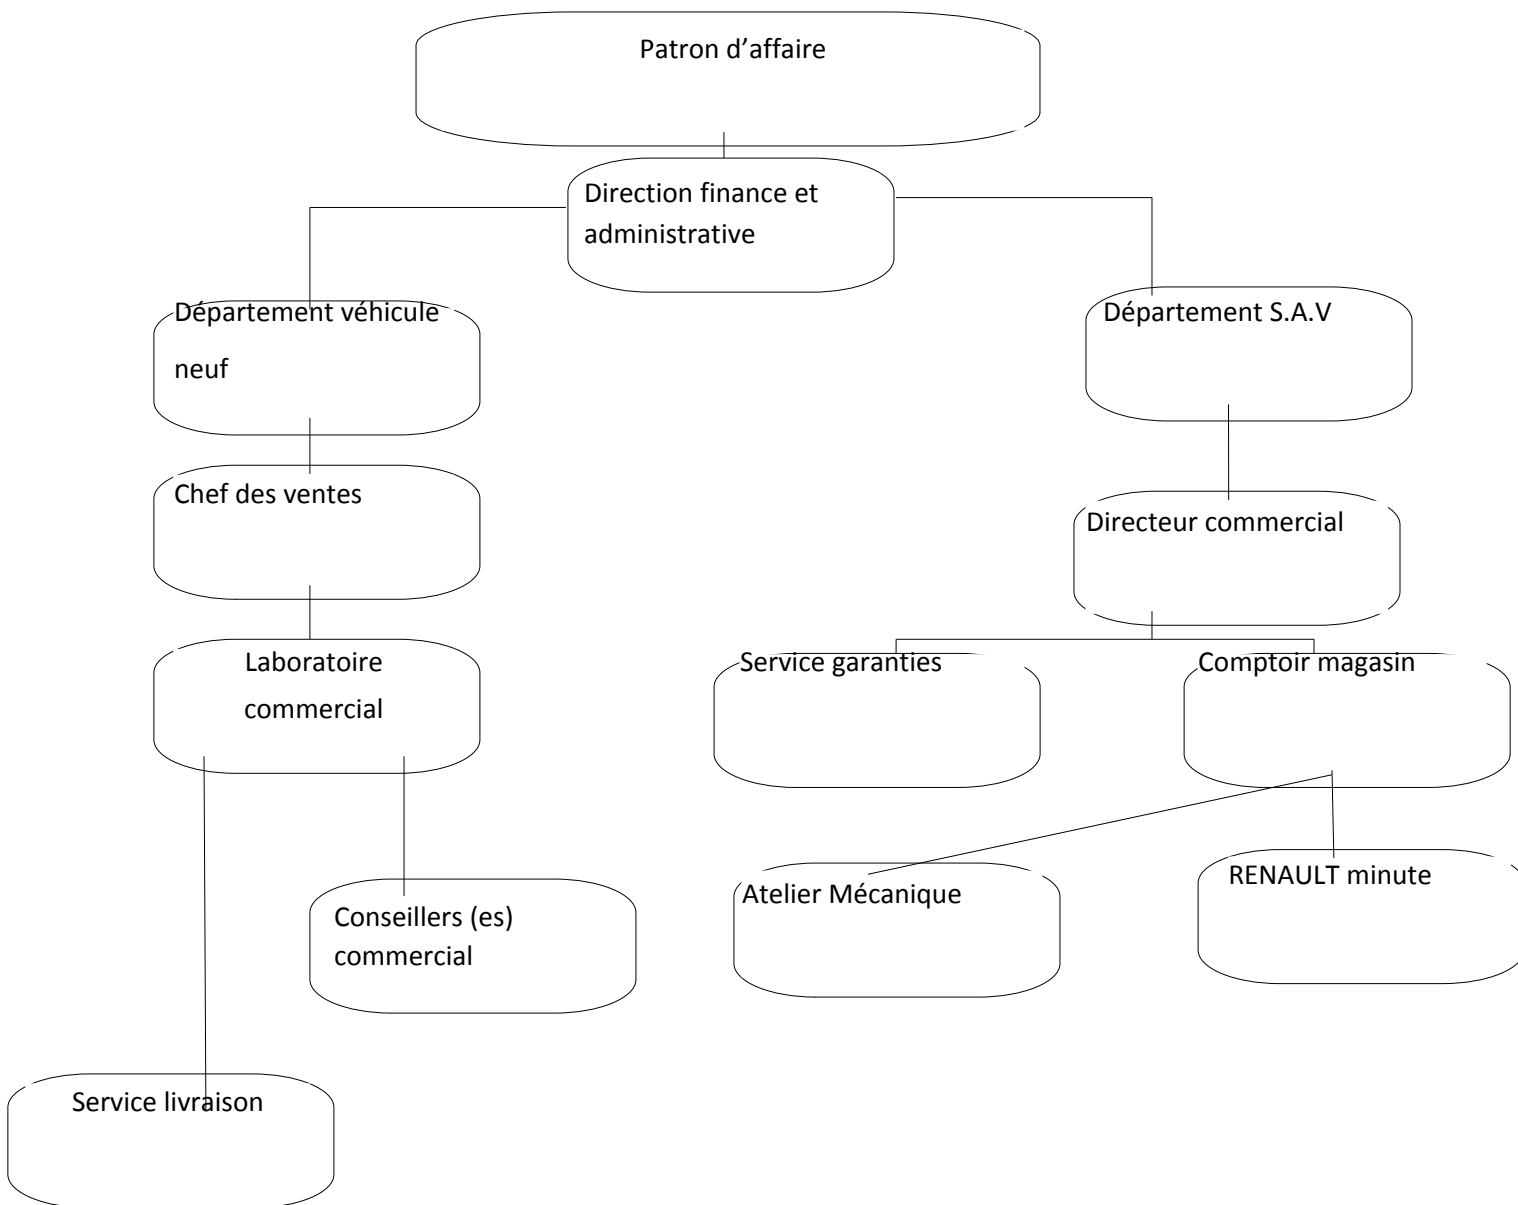 Patron d’affaire
Direction finance et
administrative
Département véhicule
neuf
Département S.A.V
Chef des ventes
Directeur commercial
Laboratoire
commercial
Service garanties
Comptoir magasin
Atelier Mécanique
RENAULT minute
Conseillers (es)
commercial
Service livraison